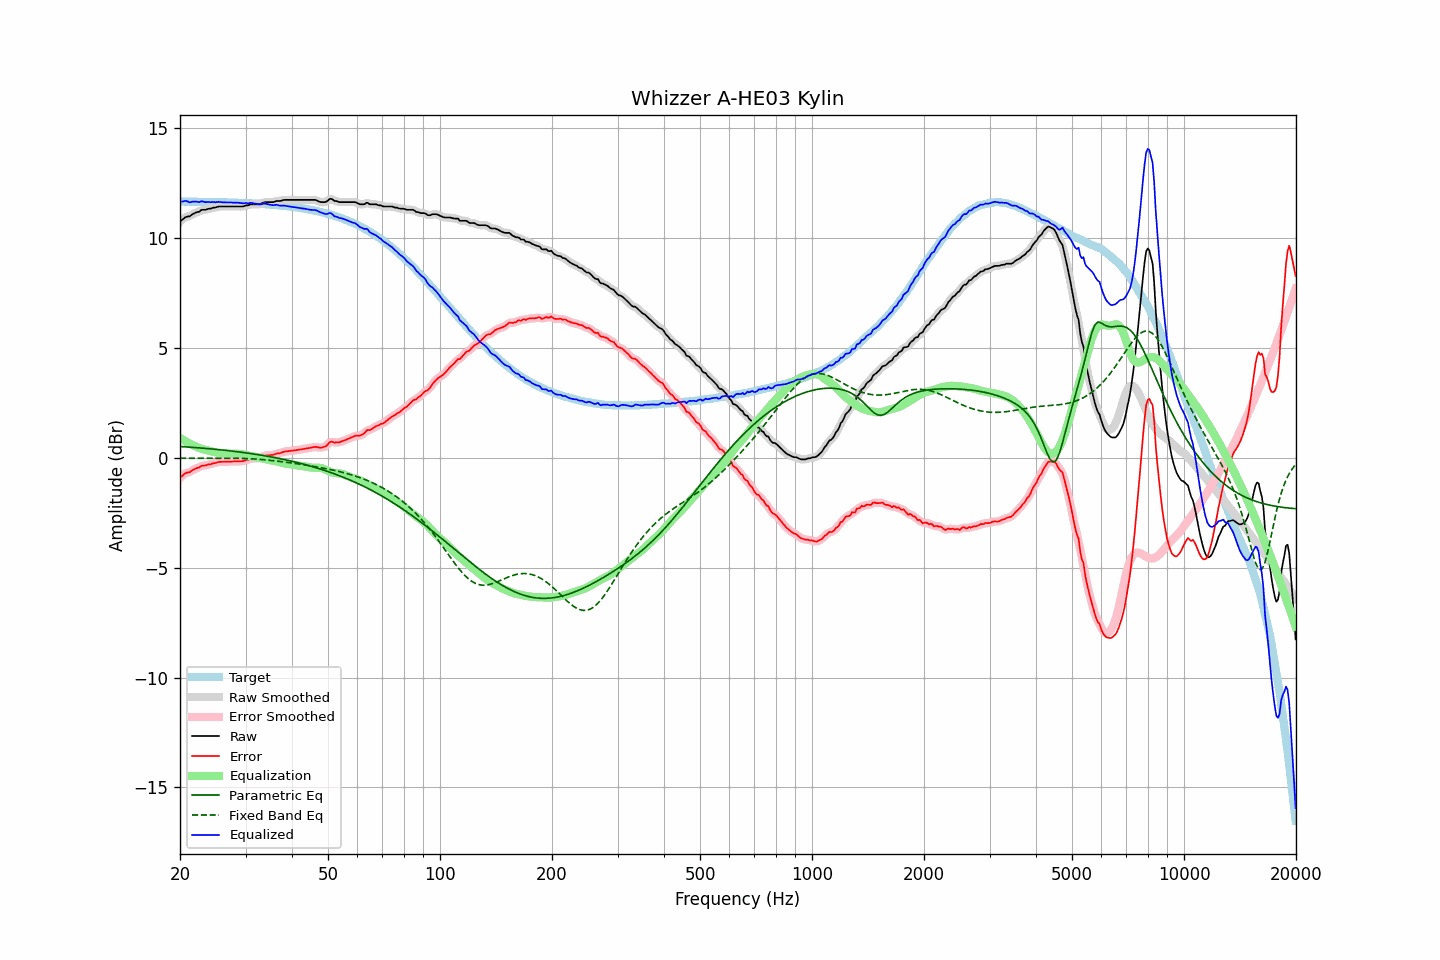 Whizzer A-HE03 Kylin
Amplitude (dBr)
15
10
5
0
−5
−10
−15
Target
Raw Smoothed
Error Smoothed
Raw
Error
Equalization
Parametric Eq
Fixed Band Eq
Equalized
20 50 100 200 500 1000 2000 5000 10000 20000
Frequency (Hz)